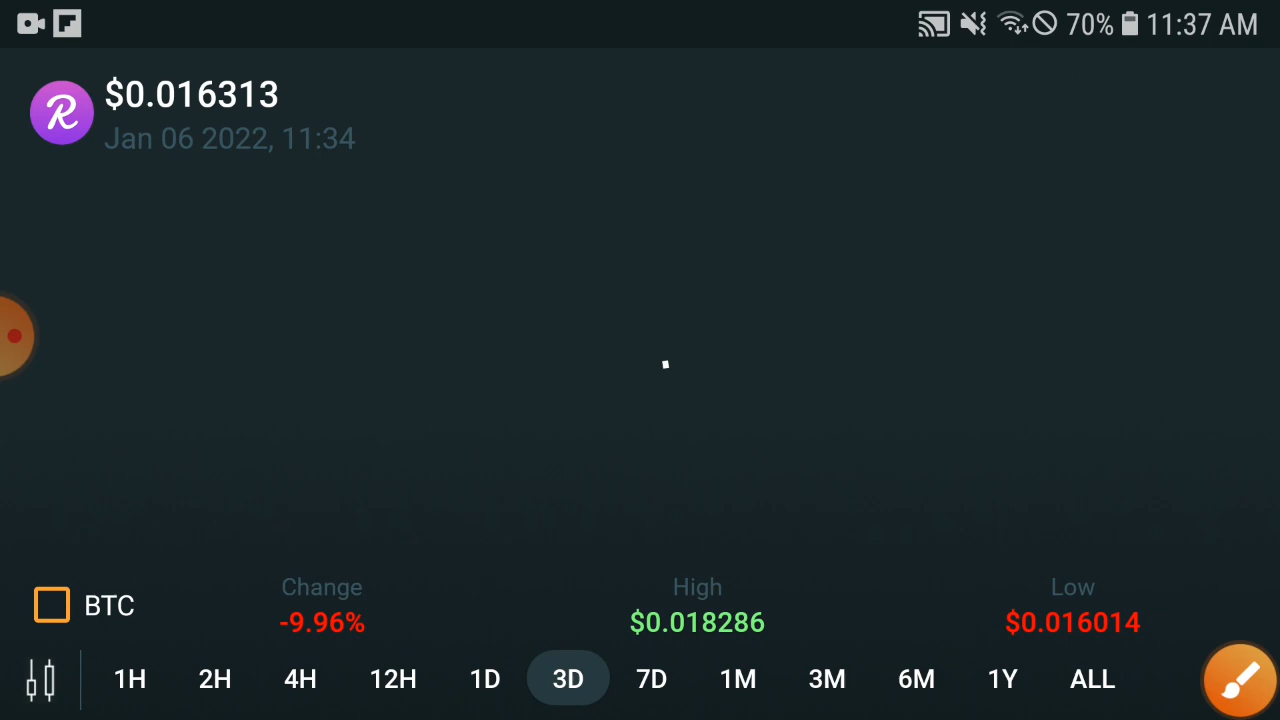 70% 11:37 AM
R $0.016313
Jan 06 2022, 11:34
Change High Low
BTC -9.96% $0.018286 $0.016014
1H 2H 4H 12H 1D 3D 7D 1M 3M 6M 1Y ALL